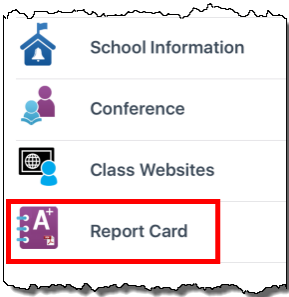 School Information
Conference
Class Websites
A+
Report Card